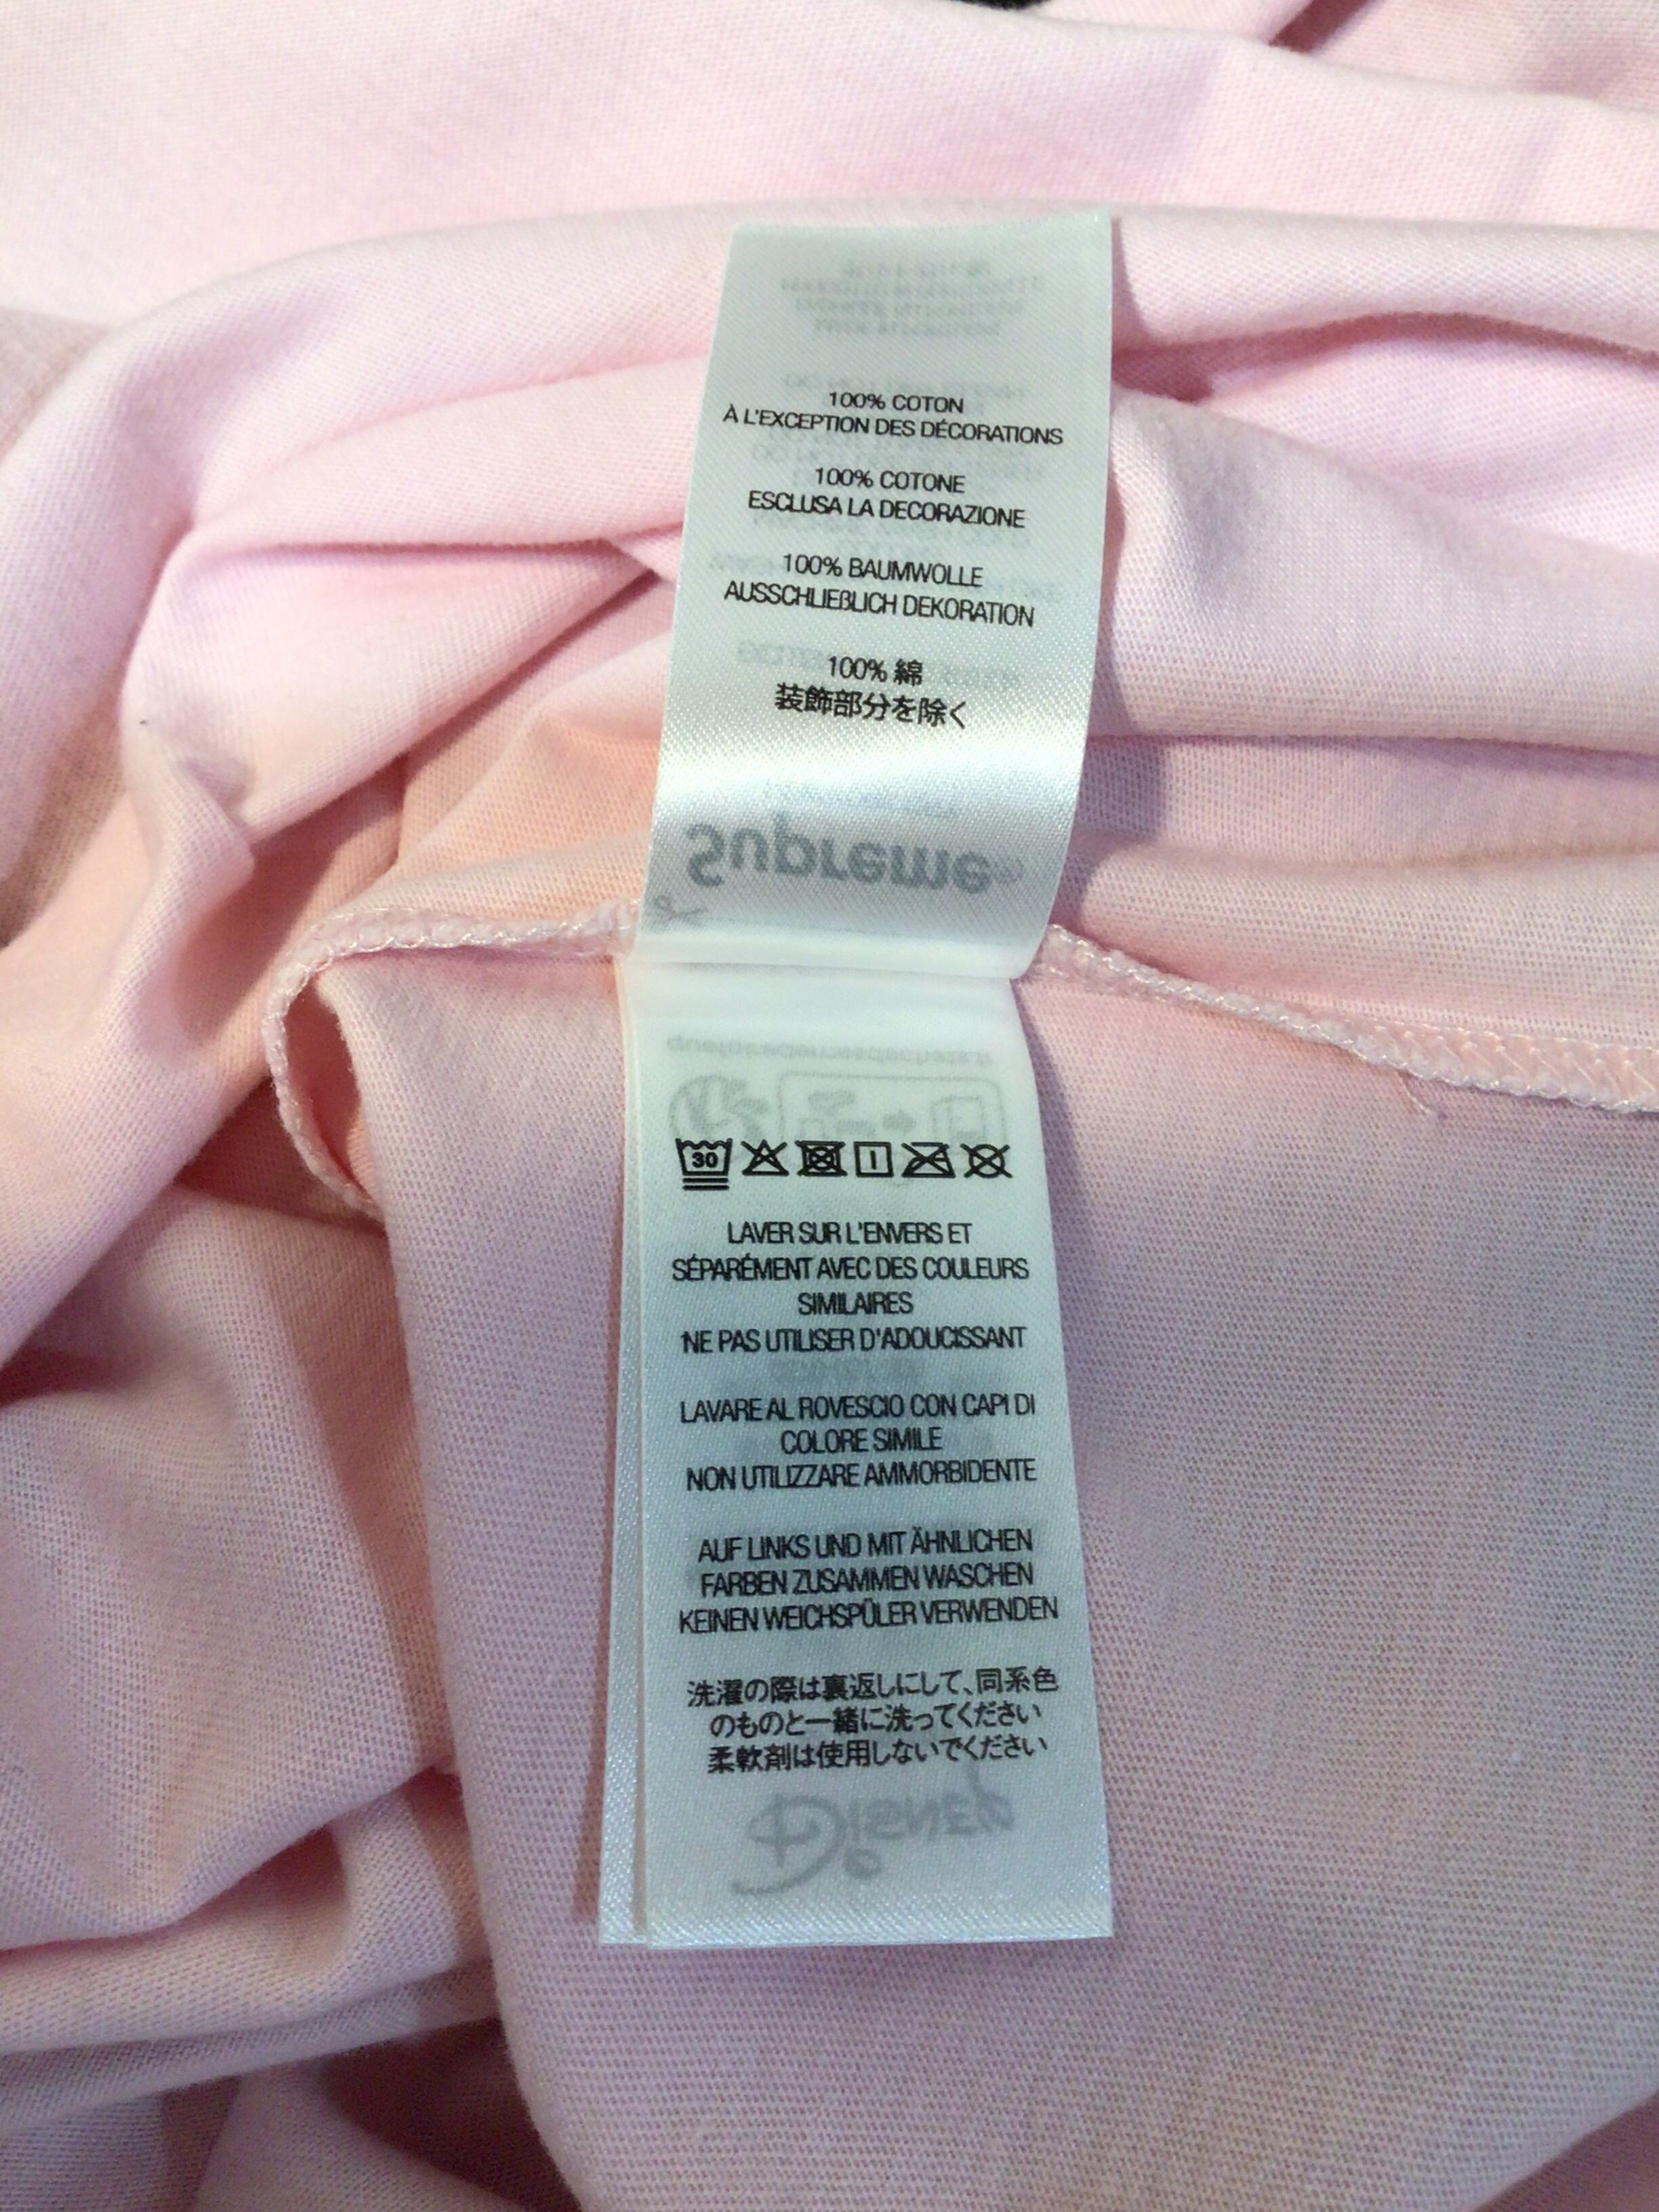 100% COTON
À L'EXCEPTION DES DÉCORATIONS
100% COTONE
ESCLUSA LA DECORAZIONE
100% BAUMWOLLE
AUSSCHLIEßLICH DEKORATION
100% 綿
装飾部分を除く
Supreme®
quefairedemesdechets.fr
30
LAVER SUR L'ENVERS ET
SÉPARÉMENT AVEC DES COULEURS
SIMILAIRES
NE PAS UTILISER D'ADOUCISSANT
LAVARE AL ROVESCIO CON CAPI DI
COLORE SIMILE
NON UTILIZZARE AMMORBIDENTE
AUF LINKS UND MIT ÄHNLICHEN
FARBEN ZUSAMMEN WASCHEN
KEINEN WEICHSPÜLER VERWENDEN
洗濯の際は裏返しにして、同系色
のものと一緒に洗ってください
柔軟剤は使用しないでください
Disney